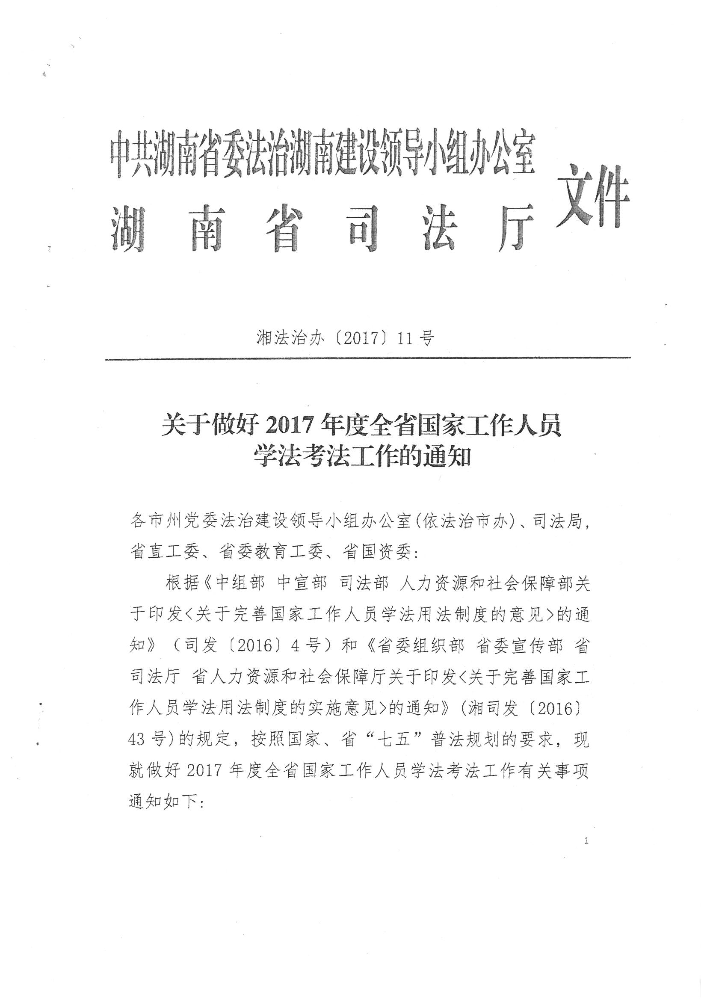 中共湖南省委法治湖南建设领导小组办公室
湖南省司法厅
文件
湘法治办〔2017〕11号
关于做好2017年度全省国家工作人员
学法考法工作的通知
各市州党委法治建设领导小组办公室(依法治市办)、司法局,
省直工委、省委教育工委、省国资委:
根据《中组部 中宣部 司法部 人力资源和社会保障部关
于印发<关于完善国家工作人员学法用法制度的意见>的通
知》（司发〔2016〕4号）和《省委组织部 省委宣传部 省
司法厅 省人力资源和社会保障厅关于印发<关于完善国家工
作人员学法用法制度的实施意见>的通知》(湘司发〔2016〕
43号)的规定，按照国家、省“七五”普法规划的要求，现
就做好2017年度全省国家工作人员学法考法工作有关事项
通知如下:
1